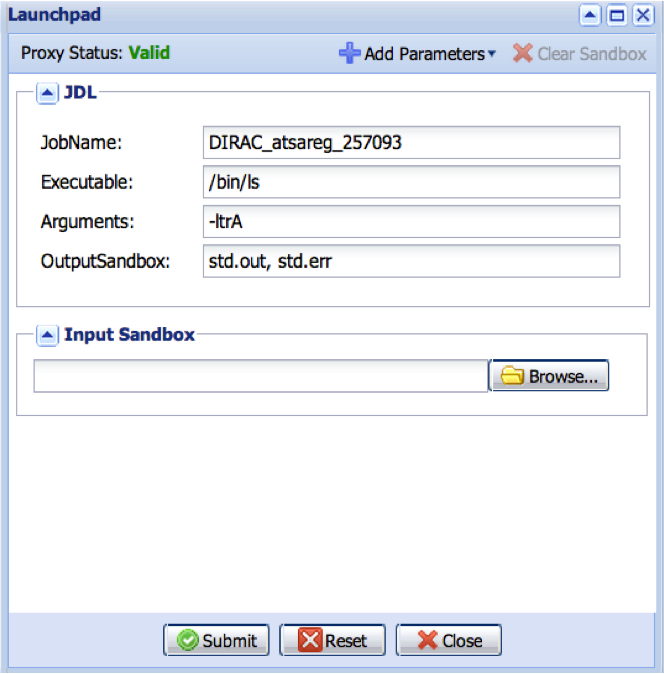 Launchpad
Proxy Status: Valid Add Parameters Clear Sandbox
JDL
JobName: DIRAC_atsareg_257093
Executable: /bin/ls
Arguments: -ltrA
OutputSandbox: std.out, std.err
Input Sandbox
Browse...
Submit Reset Close